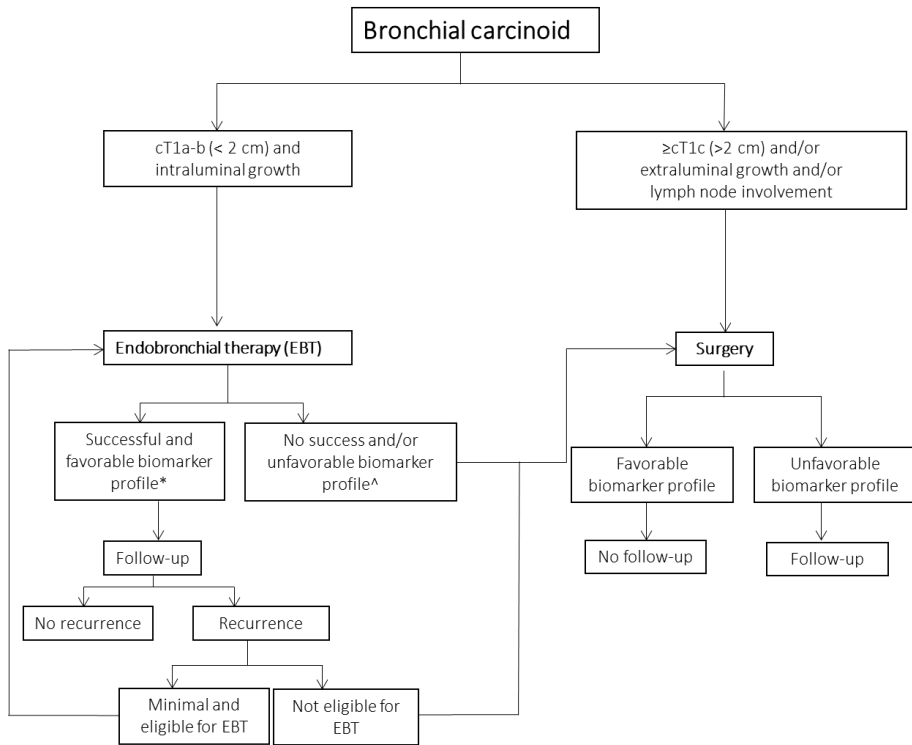 Bronchial carcinoid
cT1a-b (< 2 cm) and
intraluminal growth
≥cT1c (>2 cm) and/or
extraluminal growth and/or
lymph node involvement
Endobronchial therapy (EBT)
Surgery
Successful and
favorable biomarker
profile*
No success and/or
unfavorable biomarker
profile^
Favorable
biomarker profile
Unfavorable
biomarker profile
Follow-up
No follow-up
Follow-up
No recurrence
Recurrence
Minimal and
eligible for EBT
Not eligible for
EBT